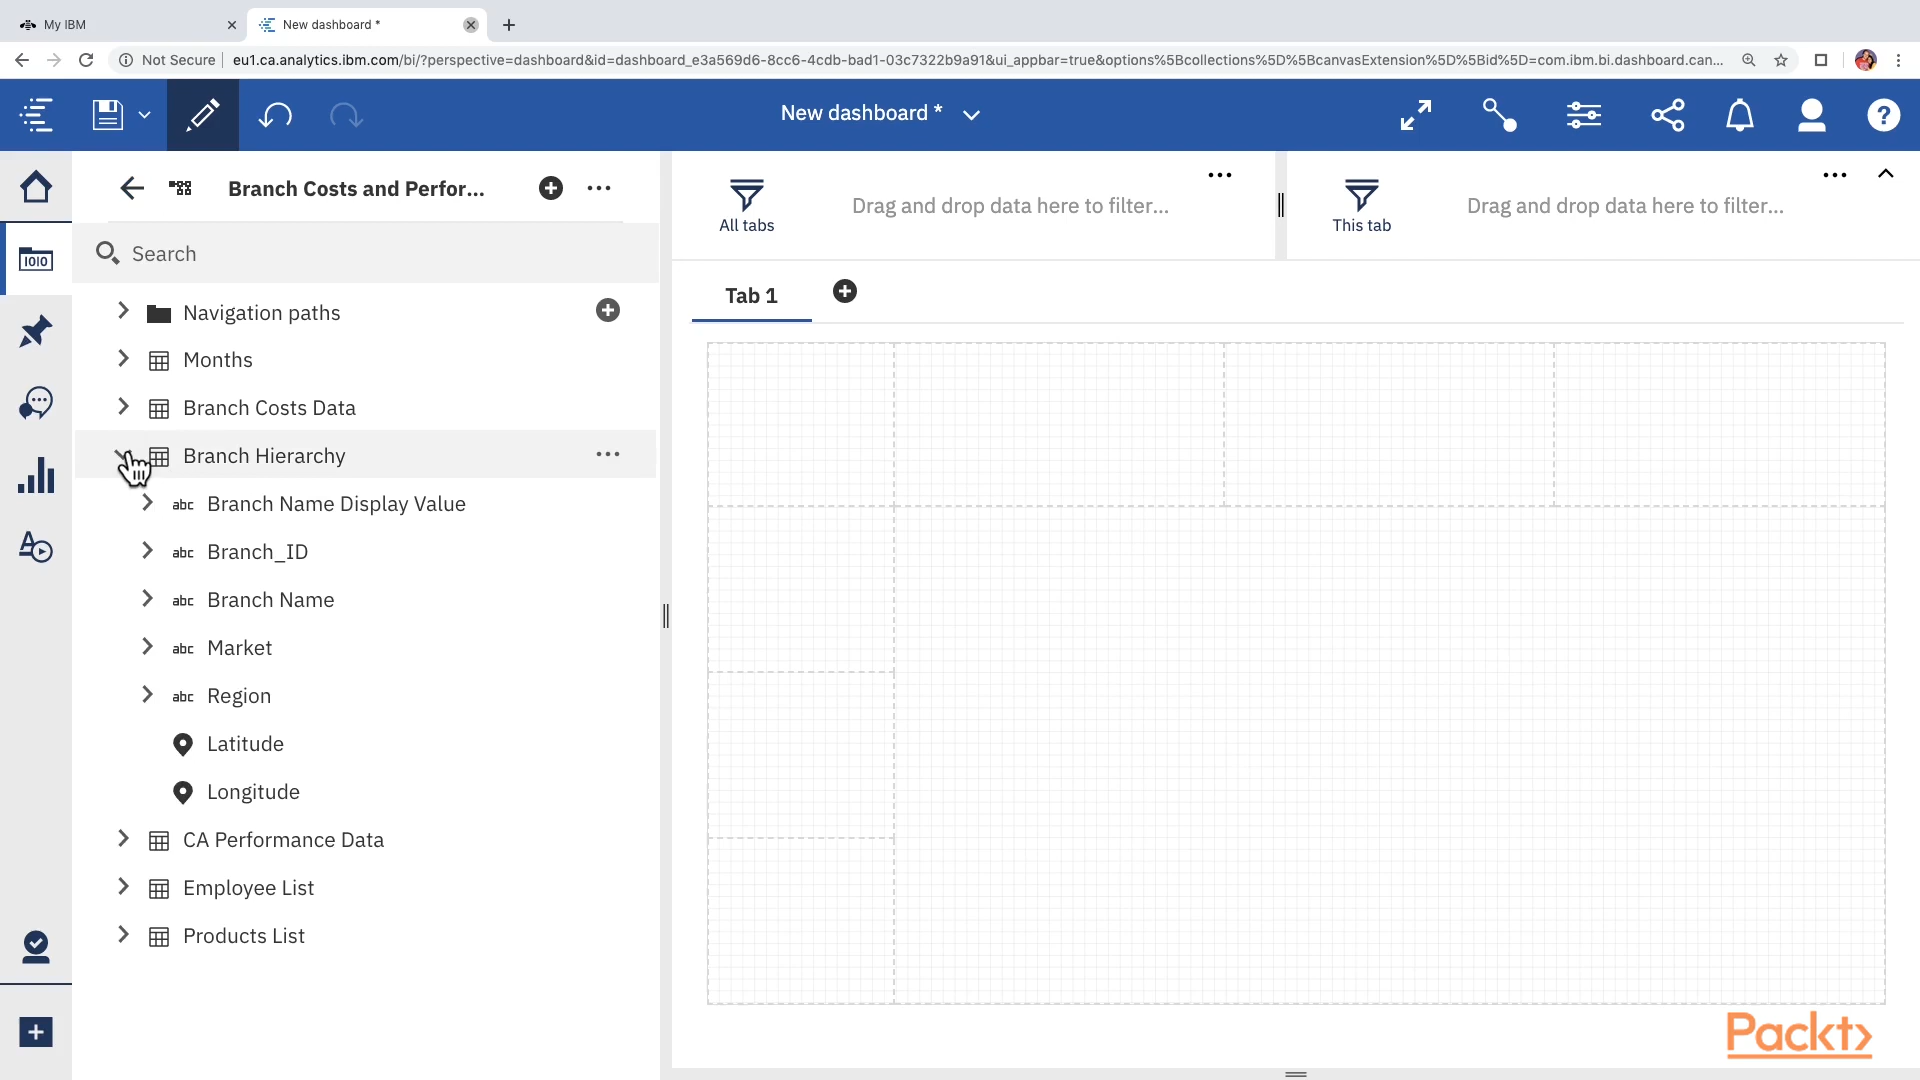 My IBM
New dashboard *
Not Secure
eu1.ca.analytics.ibm.com/bi/?perspective=dashboard&id=dashboard_e3a569d6-8cc6-4cdb-bad1-03c7322b9a91&ui_appbar=true&options%5Bcollections%5D%5BcanvasExtension%5D%5Bid%5D=com.ibm.bi.dashboard.can...
New dashboard *
?
Branch Costs and Perfor...
All tabs
Drag and drop data here to filter...
This tab
Drag and drop data here to filter...
Search
Tab 1
1010
Navigation paths
Months
Branch Costs Data
Branch Hierarchy
abc Branch Name Display Value
abc Branch_ID
abc Branch Name
abc Market
abc Region
Latitude
Longitude
CA Performance Data
Employee List
Products List
Packt>